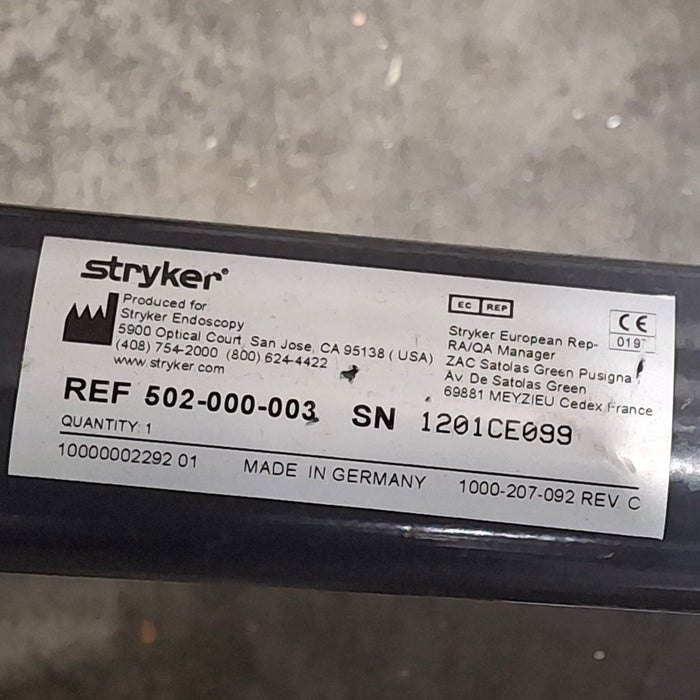 stryker®
Produced for:
Stryker Endoscopy
5900 Optical Court, San Jose, CA 95138 ( USA)
(408) 754-2000 (800) 624-4422
www.stryker.com
EC REP
Stryker European Rep-
RA/QA Manager
ZAC Satolas Green Pusigna
Av. De Satolas Green
69881 MEYZIEU Cedex France
CE
REF 502-000-003 SN 1201CE099
QUANTITY: 1
10000002292 01 MADE IN GERMANY 1000-207-092 REV. C